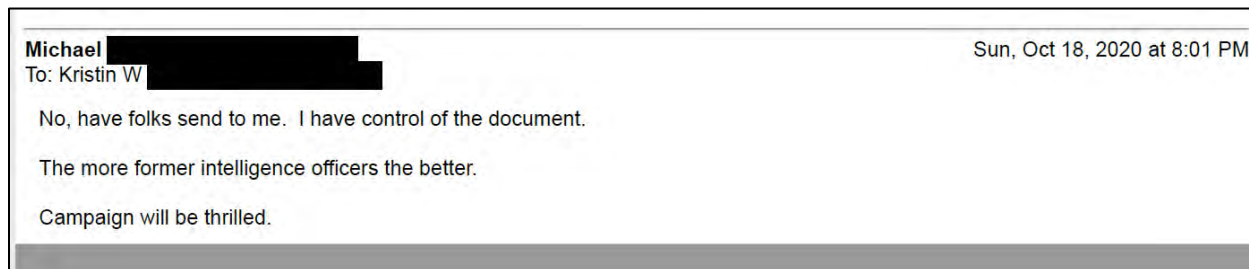 Michael
Sun, Oct 18, 2020 at 8:01 PM
To: Kristin W
No, have folks send to me. I have control of the document.
The more former intelligence officers the better.
Campaign will be thrilled.